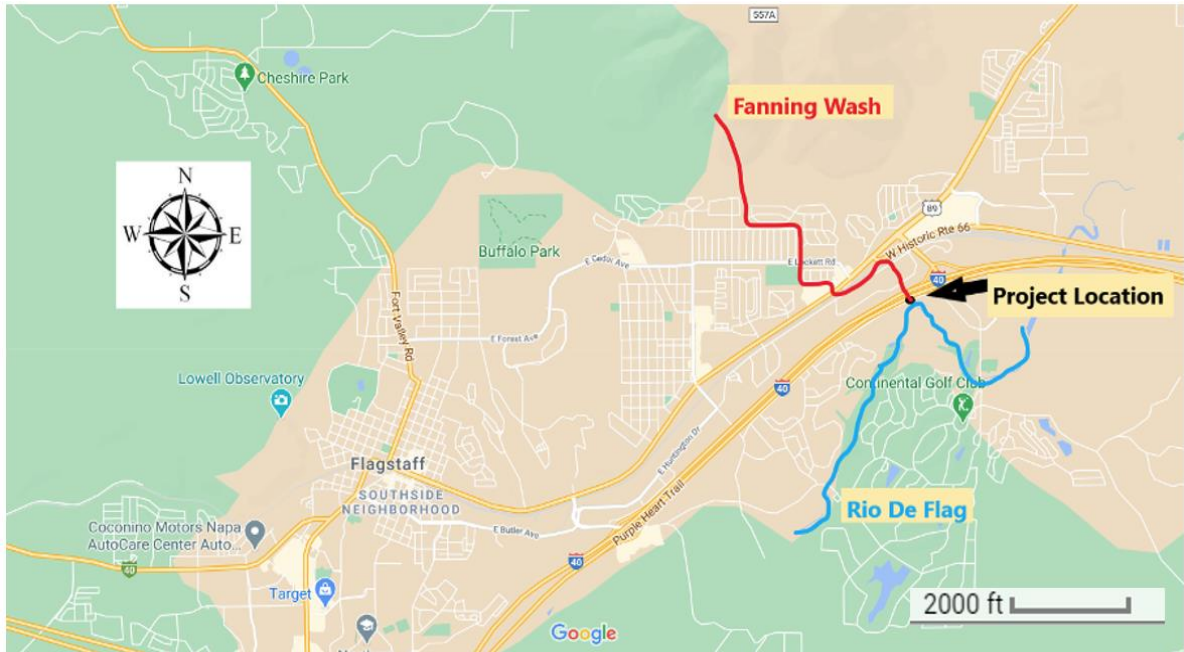 557A
Cheshire Park
Fanning Wash
N
W E
S
89
W Historic Rte 66
Buffalo Park
E Cedar Ave
E Lockett Rd
40
Project Location
Fort Valley Rd
E Forest Ave
Lowell Observatory
40
Continental Golf Club
E Huntington Dr
Flagstaff
SOUTHSIDE
NEIGHBORHOOD
Purple Heart Trail
Rio De Flag
Coconino Motors Napa
AutoCare Center Auto...
E Butler Ave
40
40
Target
2000 ft
Google